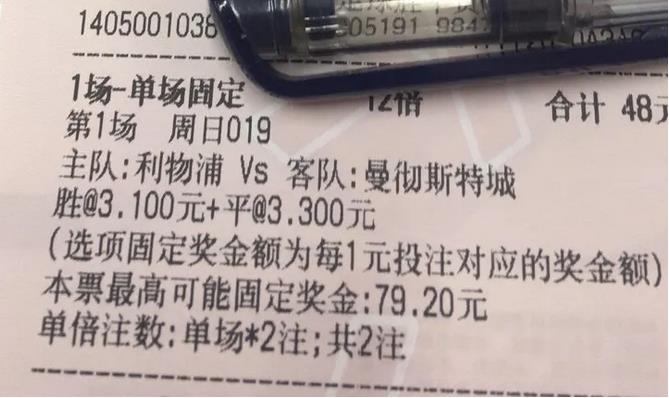 1405001038
05191 984
1场-单场固定 12倍 合计 48元
第1场 周日019
主队:利物浦 Vs 客队:曼彻斯特城
胜@3.100元+平@3.300元
(选项固定奖金额为每1元投注对应的奖金额)
本票最高可能固定奖金:79.20元
单倍注数:单场*2注;共2注